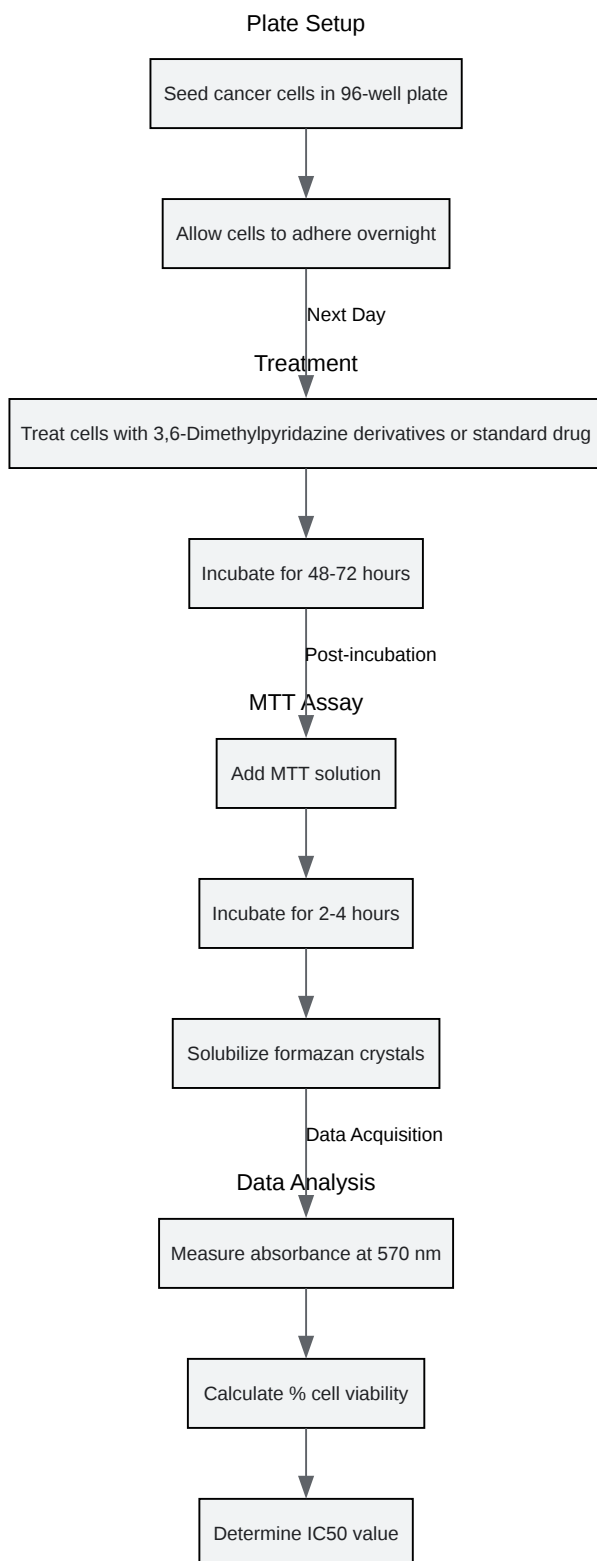 Plate Setup
Seed cancer cells in 96-well plate
Allow cells to adhere overnight
Next Day
Treatment
Treat cells with 3,6-Dimethylpyridazine derivatives or standard drug
Incubate for 48-72 hours
Post-incubation
MTT Assay
Add MTT solution
Incubate for 2-4 hours
Solubilize formazan crystals
Data Acquisition
Data Analysis
Measure absorbance at 570 nm
Calculate % cell viability
Determine IC50 value